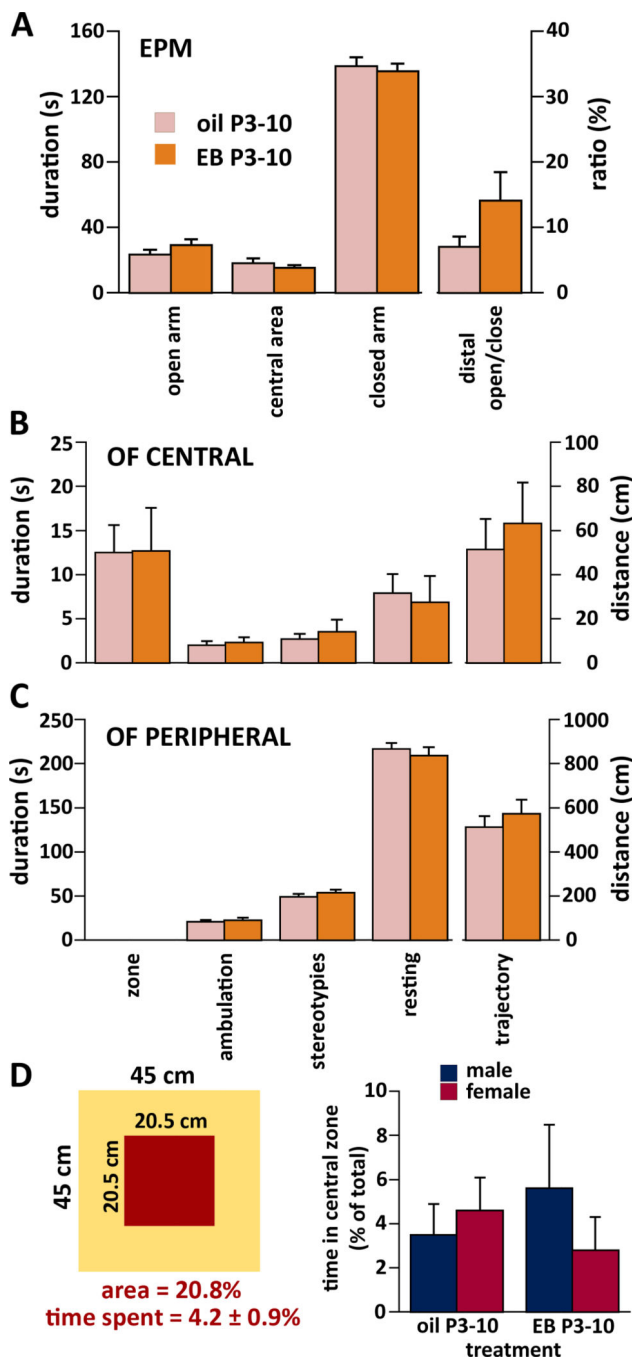 A
EPM
160
120
80
40
0
duration (s)
oil P3-10
EB P3-10
40
30
20
10
0
ratio (%)
open arm
central area
closed arm
distal
open/close
B
OF CENTRAL
25
20
15
10
5
0
duration (s)
100
80
60
40
20
0
distance (cm)
C
OF PERIPHERAL
250
200
150
100
50
0
duration (s)
1000
800
600
400
200
0
distance (cm)
zone
ambulation
stereotypies
resting
trajectory
D
45 cm
45 cm
20.5 cm
20.5 cm
area = 20.8%
time spent = 4.2 ± 0.9%
male
female
10
8
6
4
2
0
time in central zone
(% of total)
oil P3-10 EB P3-10
treatment